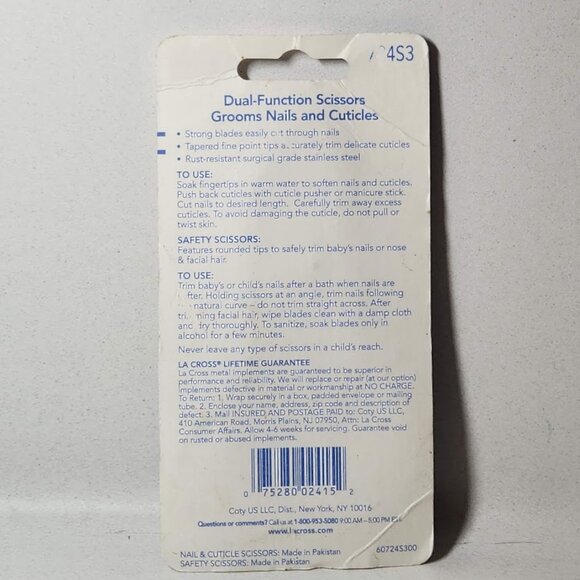 4S3
Dual-Function Scissors
Grooms Nails and Cuticles
• Strong blades easily cut through nails
• Tapered fine point tips accurately trim delicate cuticles
• Rust-resistant surgical grade stainless steel
TO USE:
Soak fingertips in warm water to soften nails and cuticles.
Push back cuticles with cuticle pusher or manicure stick.
Cut nails to desired length. Carefully trim away excess
cuticles. To avoid damaging the cuticle, do not pull or
twist skin.
SAFETY SCISSORS:
Features rounded tips to safely trim baby's nails or nose
& facial hair.
TO USE:
Trim baby's or child's nails after a bath when nails are
fter. Holding scissors at an angle, trim nails following
natural curve – do not trim straight across. After
trimming facial hair, wipe blades clean with a damp cloth
and dry thoroughly. To sanitize, soak blades only in
alcohol for a few minutes.
Never leave any type of scissors in a child's reach.
LA CROSS® LIFETIME GUARANTEE
La Cross metal implements are guaranteed to be superior in
performance and reliability. We will replace or repair (at our option)
implements defective in material or workmanship at NO CHARGE.
To Return: 1. Wrap securely in a box, padded envelope or mailing
tube. 2. Enclose your name, address, zip code and description of
defect. 3. Mail INSURED AND POSTAGE PAID to: Coty US LLC,
410 American Road, Morris Plains, NJ 07950, Attn: La Cross
Consumer Affairs. Allow 4-6 weeks for servicing. Guarantee void
on rusted or abused implements.
0 75280 02415 2
Coty US LLC, Dist., New York, NY 10016
Questions or comments? Call us at 1-800-953-5080 9:00 AM – 5:00 PM EST
www.lacross.com
NAIL & CUTICLE SCISSORS: Made in Pakistan
SAFETY SCISSORS: Made in Pakistan
60724S300